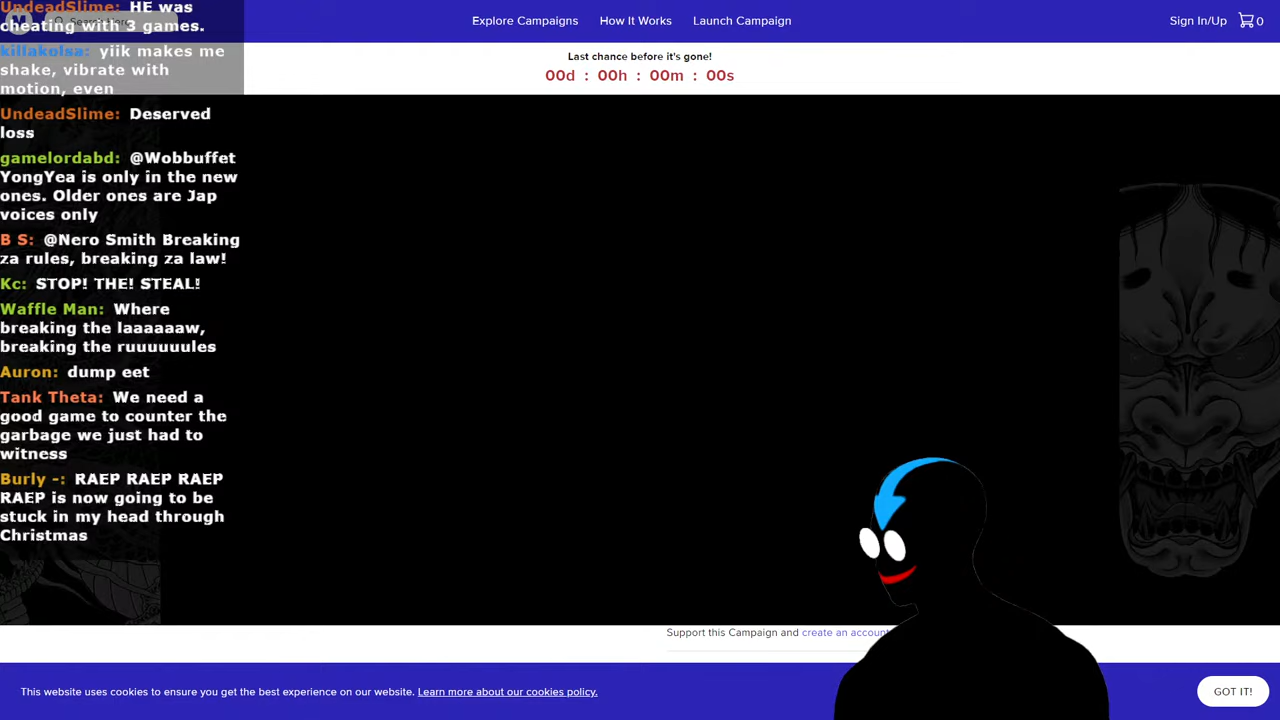 UndeadSlime: HE was
cheating with 3 games.
killakolsa: yiik makes me
shake, vibrate with
motion, even
UndeadSlime: Deserved
loss
gamelordabd: @Wobbuffet
YongYea is only in the new
ones. Older ones are Jap
voices only
B S: @Nero Smith Breaking
za rules, breaking za law!
Kc: STOP! THE! STEAL!
Waffle Man: Where
breaking the laaaaaaw,
breaking the ruuuuuules
Auron: dump eet
Tank Theta: We need a
good game to counter the
garbage we just had to
witness
Burly -: RAEP RAEP RAEP
RAEP is now going to be
stuck in my head through
Christmas
Explore Campaigns How It Works Launch Campaign
Sign In/Up 0
Last chance before it's gone!
00d : 00h : 00m : 00s
Support this Campaign and create an account
This website uses cookies to ensure you get the best experience on our website. Learn more about our cookies policy.
GOT IT!